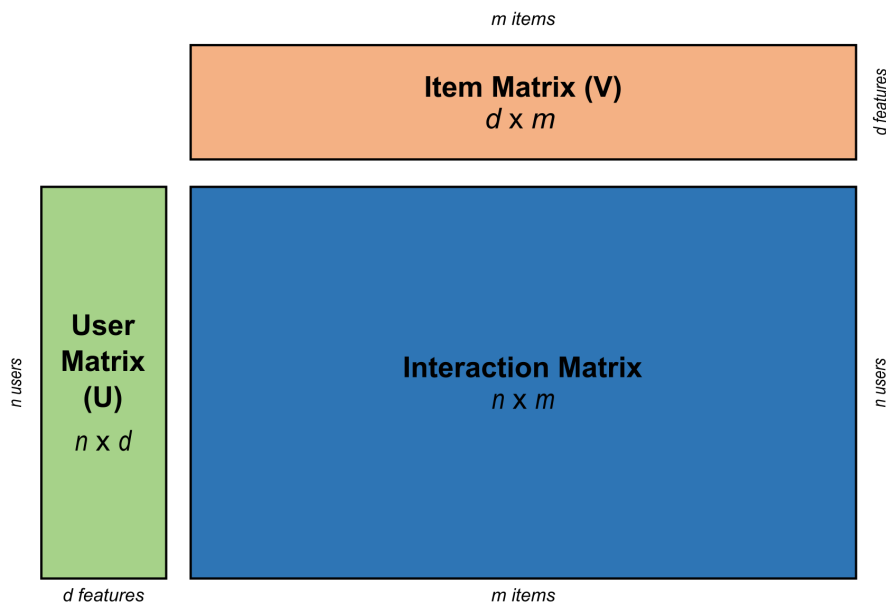 m items
Item Matrix (V)
d x m
d features
User
Matrix
(U)
n x d
n users
Interaction Matrix
n x m
n users
d features
m items